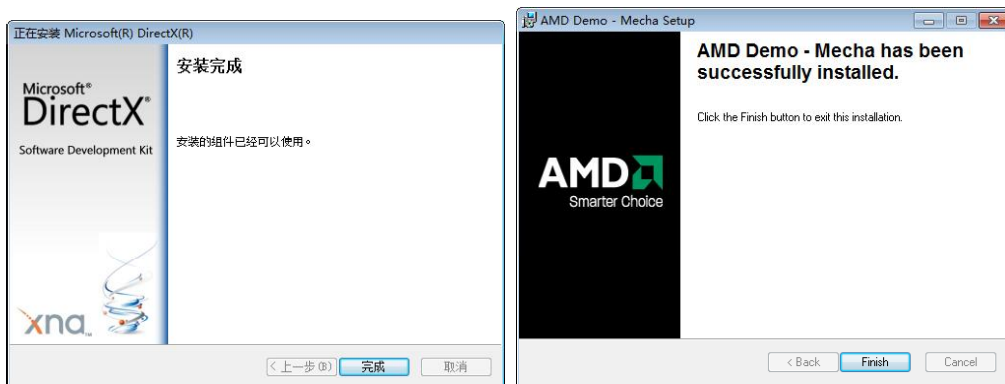 正在安装 Microsoft(R) DirectX(R)
安装完成
Microsoft®
DirectX®
Software Development Kit
安装的组件已经可以使用。
xna™
<上一步(B)
完成
取消
AMD Demo - Mecha Setup
AMD Demo - Mecha has been
successfully installed.
Click the Finish button to exit this installation.
AMD
Smarter Choice
< Back
Finish
Cancel